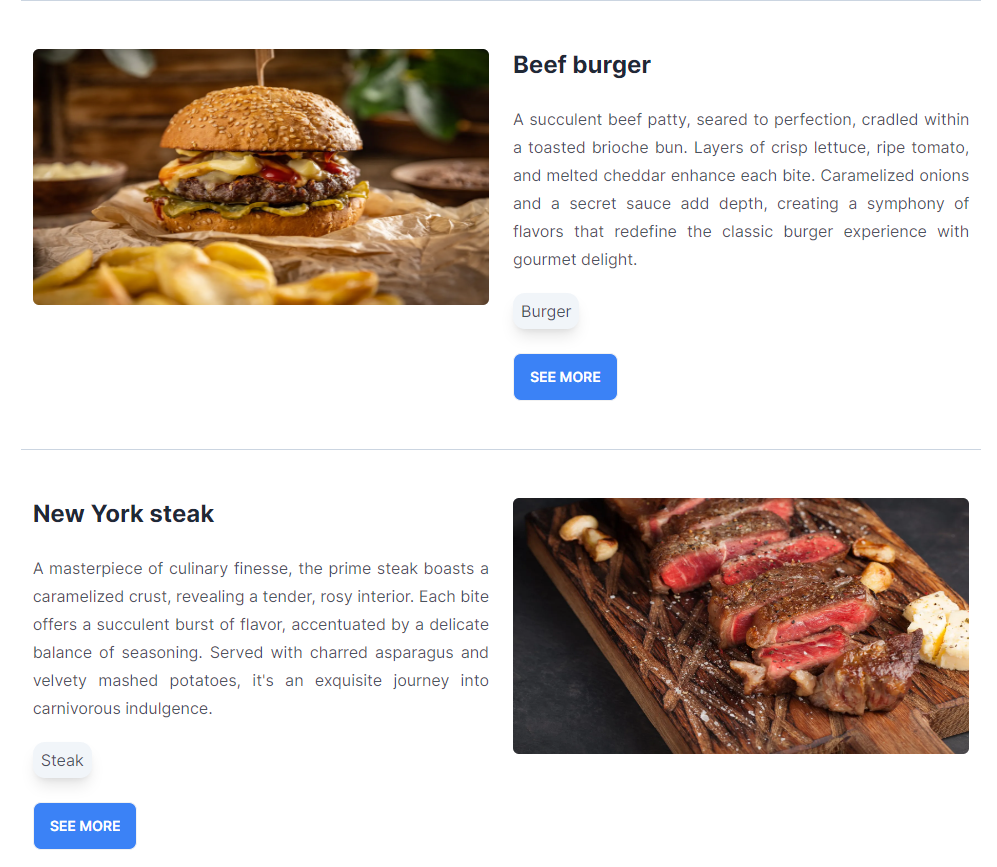 Beef burger
A succulent beef patty, seared to perfection, cradled within
a toasted brioche bun. Layers of crisp lettuce, ripe tomato,
and melted cheddar enhance each bite. Caramelized onions
and a secret sauce add depth, creating a symphony of
flavors that redefine the classic burger experience with
gourmet delight.
Burger
SEE MORE
New York steak
A masterpiece of culinary finesse, the prime steak boasts a
caramelized crust, revealing a tender, rosy interior. Each bite
offers a succulent burst of flavor, accentuated by a delicate
balance of seasoning. Served with charred asparagus and
velvety mashed potatoes, it's an exquisite journey into
carnivorous indulgence.
Steak
SEE MORE